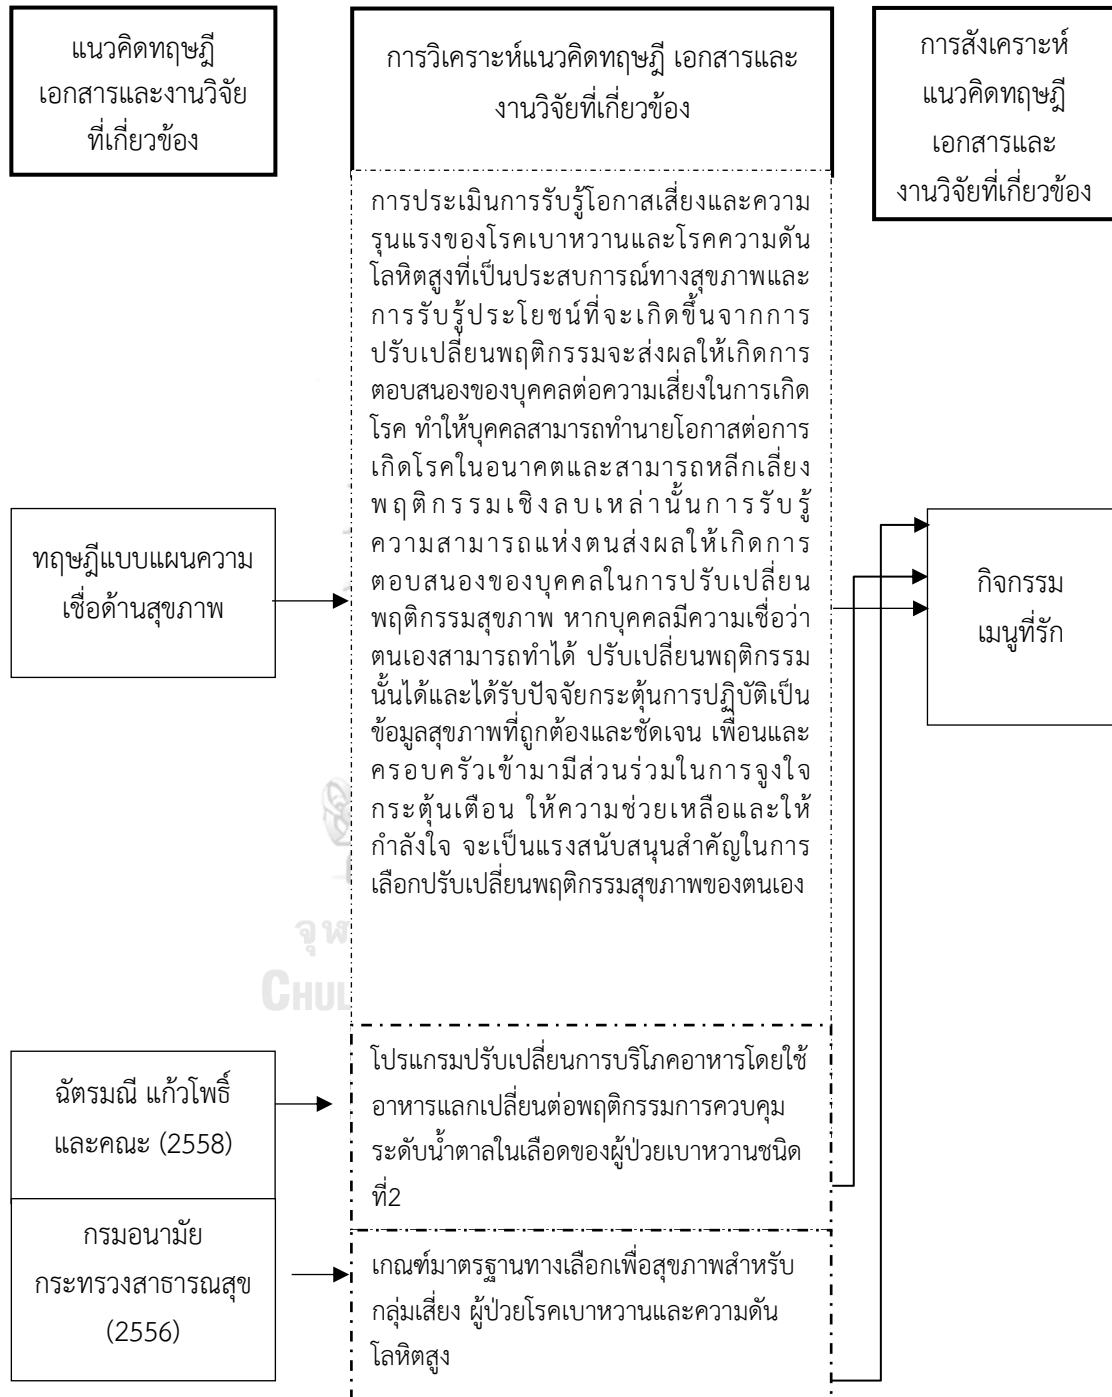 แนวคิดทฤษฎี
เอกสารและงานวิจัย
ที่เกี่ยวข้อง
การวิเคราะห์แนวคิดทฤษฎี เอกสารและ
งานวิจัยที่เกี่ยวข้อง
การสังเคราะห์
แนวคิดทฤษฎี
เอกสารและ
งานวิจัยที่เกี่ยวข้อง
ทฤษฎีแบบแผนความ
เชื่อด้านสุขภาพ
การประเมินการรับรู้โอกาสเสี่ยงและความ
รุนแรงของโรคเบาหวานและโรคความดัน
โลหิตสูงที่เป็นประสบการณ์ทางสุขภาพและ
การรับรู้ประโยชน์ที่จะเกิดขึ้นจากการ
ปรับเปลี่ยนพฤติกรรมจะส่งผลให้เกิดการ
ตอบสนองของบุคคลต่อความเสี่ยงในการเกิด
โรค ทำให้บุคคลสามารถทำนายโอกาสต่อการ
เกิดโรคในอนาคตและสามารถหลีกเลี่ยง
พฤติกรรมเชิงลบเหล่านั้นการรับรู้
ความสามารถแห่งตนส่งผลให้เกิดการ
ตอบสนองของบุคคลในการปรับเปลี่ยน
พฤติกรรมสุขภาพ หากบุคคลมีความเชื่อว่า
ตนเองสามารถทำได้ ปรับเปลี่ยนพฤติกรรม
นั้นได้และได้รับปัจจัยกระตุ้นการปฏิบัติเป็น
ข้อมูลสุขภาพที่ถูกต้องและชัดเจน เพื่อนและ
ครอบครัวเข้ามามีส่วนร่วมในการจูงใจ
กระตุ้นเตือน ให้ความช่วยเหลือและให้
กำลังใจ จะเป็นแรงสนับสนุนสำคัญในการ
เลือกปรับเปลี่ยนพฤติกรรมสุขภาพของตนเอง
กิจกรรม
เมนูที่รัก
จุฬ
CHUL
ฉัตรมณี แก้วโพธิ์
และคณะ (2558)
โปรแกรมปรับเปลี่ยนการบริโภคอาหารโดยใช้
อาหารแลกเปลี่ยนต่อพฤติกรรมการควบคุม
ระดับน้ำตาลในเลือดของผู้ป่วยเบาหวานชนิด
ที่2
กรมอนามัย
กระทรวงสาธารณสุข
(2556)
เกณฑ์มาตรฐานทางเลือกเพื่อสุขภาพสำหรับ
กลุ่มเสี่ยง ผู้ป่วยโรคเบาหวานและความดัน
โลหิตสูง